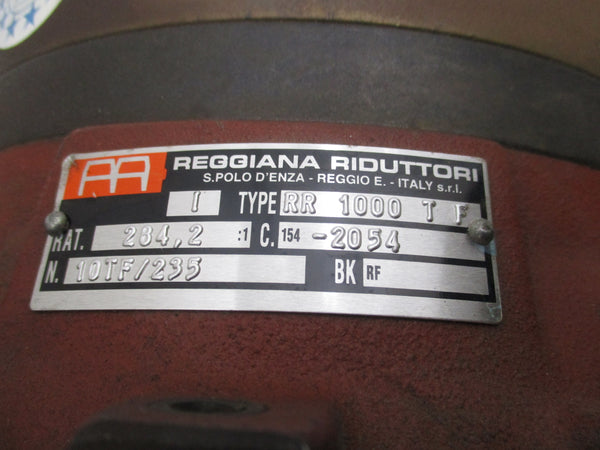 RR REGGIANA RIDUTTORI
S.POLO D'ENZA - REGGIO E. - ITALY s.r.l.
I TYPE RR 1000 T F
RAT. 284,2 :1 C. 154 -2054
N. 10TF/235 BK RF